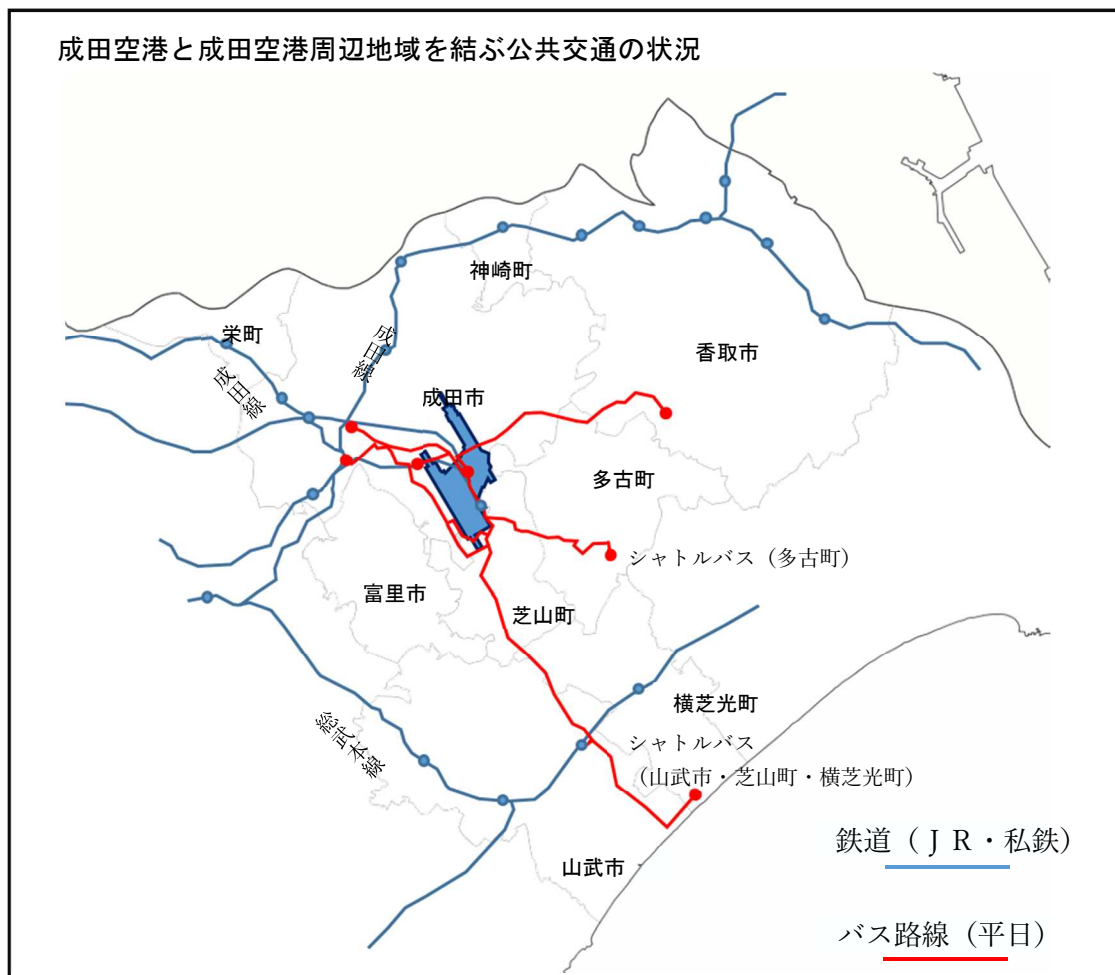 成田空港と成田空港周辺地域を結ぶ公共交通の状況
神崎町
栄町
成田線
成田線
香取市
成田市
多古町
シャトルバス（多古町）
富里市
芝山町
横芝光町
総武本線
シャトルバス
（山武市・芝山町・横芝光町）
鉄道（ＪＲ・私鉄）
山武市
バス路線（平日）